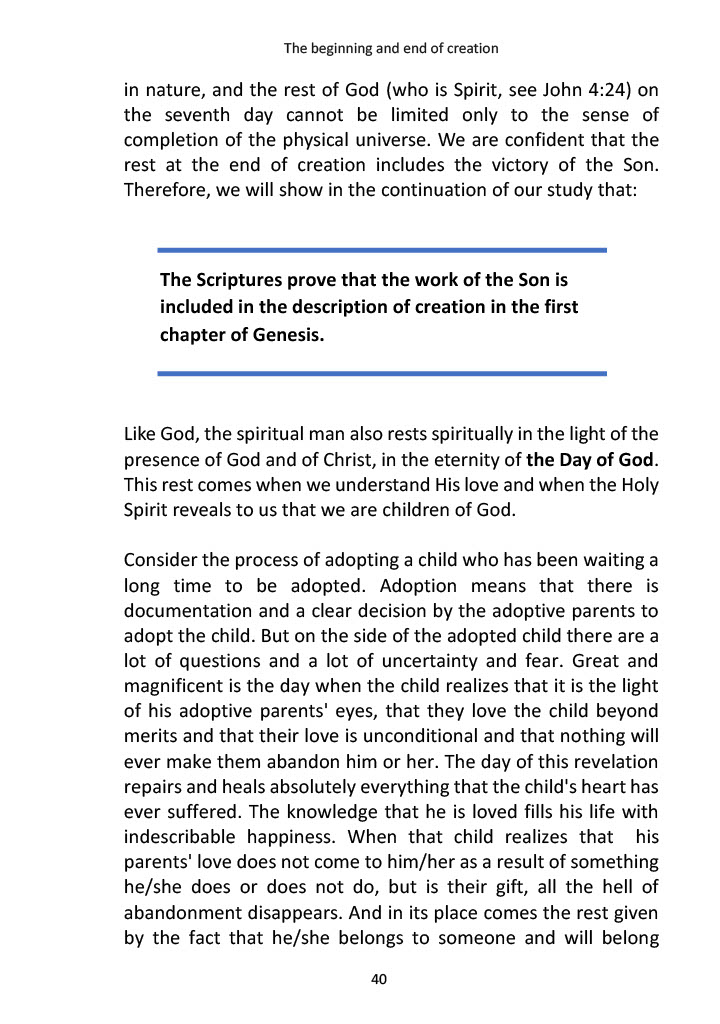 The beginning and end of creation
in nature, and the rest of God (who is Spirit, see John 4:24) on
the seventh day cannot be limited only to the sense of
completion of the physical universe. We are confident that the
rest at the end of creation includes the victory of the Son.
Therefore, we will show in the continuation of our study that:
The Scriptures prove that the work of the Son is
included in the description of creation in the first
chapter of Genesis.
Like God, the spiritual man also rests spiritually in the light of the
presence of God and of Christ, in the eternity of the Day of God.
This rest comes when we understand His love and when the Holy
Spirit reveals to us that we are children of God.
Consider the process of adopting a child who has been waiting a
long time to be adopted. Adoption means that there is
documentation and a clear decision by the adoptive parents to
adopt the child. But on the side of the adopted child there are a
lot of questions and a lot of uncertainty and fear. Great and
magnificent is the day when the child realizes that it is the light
of his adoptive parents' eyes, that they love the child beyond
merits and that their love is unconditional and that nothing will
ever make them abandon him or her. The day of this revelation
repairs and heals absolutely everything that the child's heart has
ever suffered. The knowledge that he is loved fills his life with
indescribable happiness. When that child realizes that  his
parents' love does not come to him/her as a result of something
he/she does or does not do, but is their gift, all the hell of
abandonment disappears. And in its place comes the rest given
by the fact that he/she belongs to someone and will belong
40